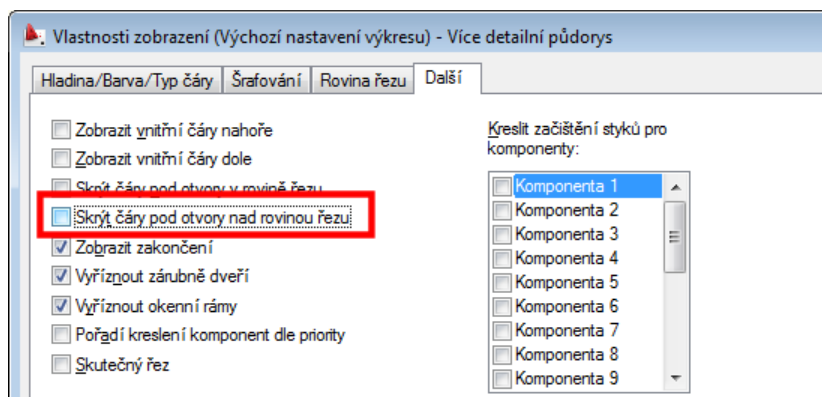 Vlastnosti zobrazení (Výchozí nastavení výkresu) - Více detailní půdorys
Hladina/Barva/Typ čáry Šrafování Rovina řezu Další
Zobrazit vnitřní čáry nahoře
Zobrazit vnitřní čáry dole
Skrýt čáry pod otvory v rovině řezu
Skrýt čáry pod otvory nad rovinou řezu
Zobrazit zakončení
Vyříznout zárubně dveří
Vyříznout okenní rámy
Pořadí kreslení komponent dle priority
Skutečný řez
Kreslit začištění styků pro
komponenty:
Komponenta 1
Komponenta 2
Komponenta 3
Komponenta 4
Komponenta 5
Komponenta 6
Komponenta 7
Komponenta 8
Komponenta 9